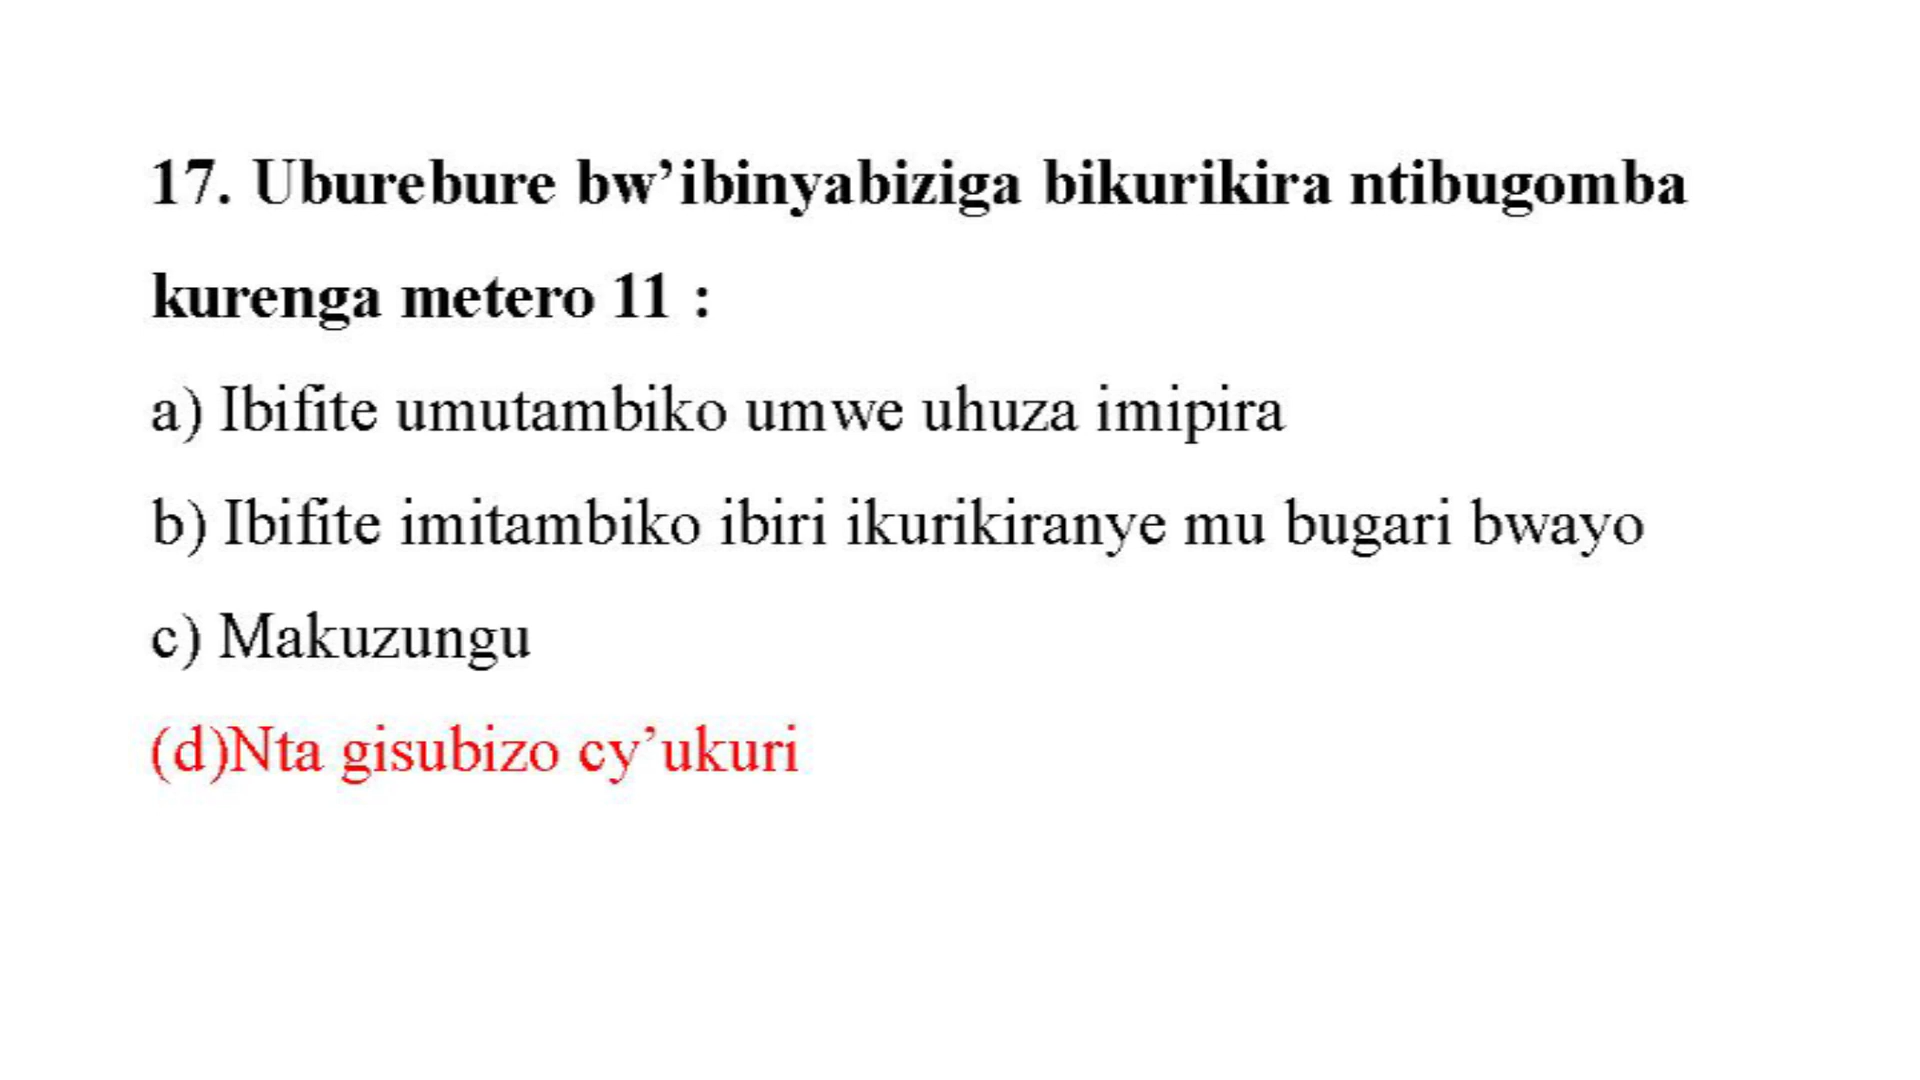 17. Uburebure bw’ibinyabiziga bikurikira ntibugomba
kurenga metero 11 :
a) Ibifite umutambiko umwe uhuza imipira
b) Ibifite imitambiko ibiri ikurikiranye mu bugari bwayo
c) Makuzungu
(d)Nta gisubizo cy’ukuri